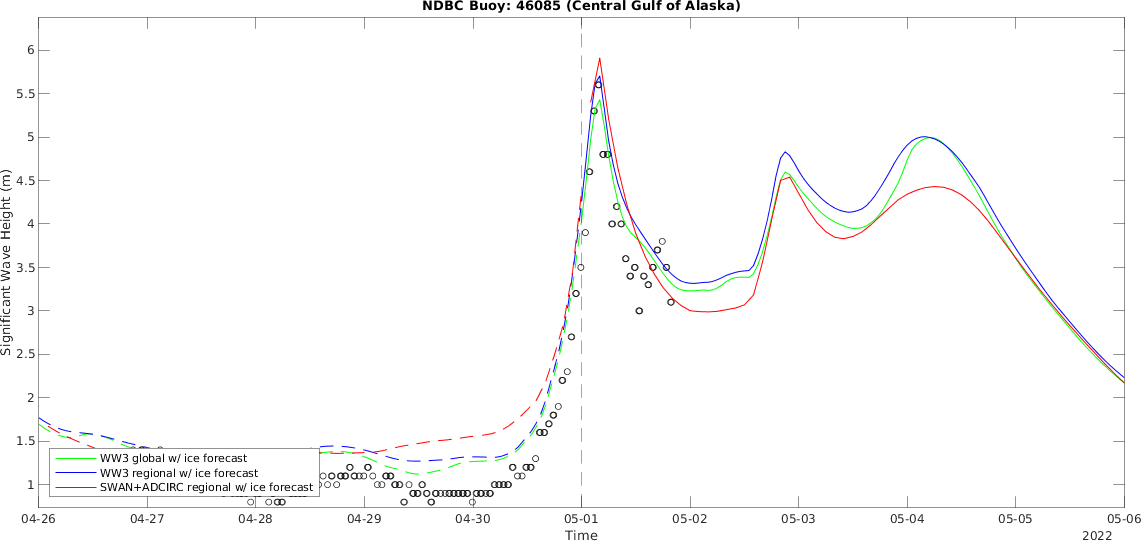 NDBC Buoy: 46085 (Central Gulf of Alaska)
Significant Wave Height (m)
6
5.5
5
4.5
4
3.5
3
2.5
2
1.5
1
WW3 global w/ ice forecast
WW3 regional w/ ice forecast
SWAN+ADCIRC regional w/ ice forecast
04-26 04-27 04-28 04-29 04-30 05-01 05-02 05-03 05-04 05-05 05-06
Time
2022